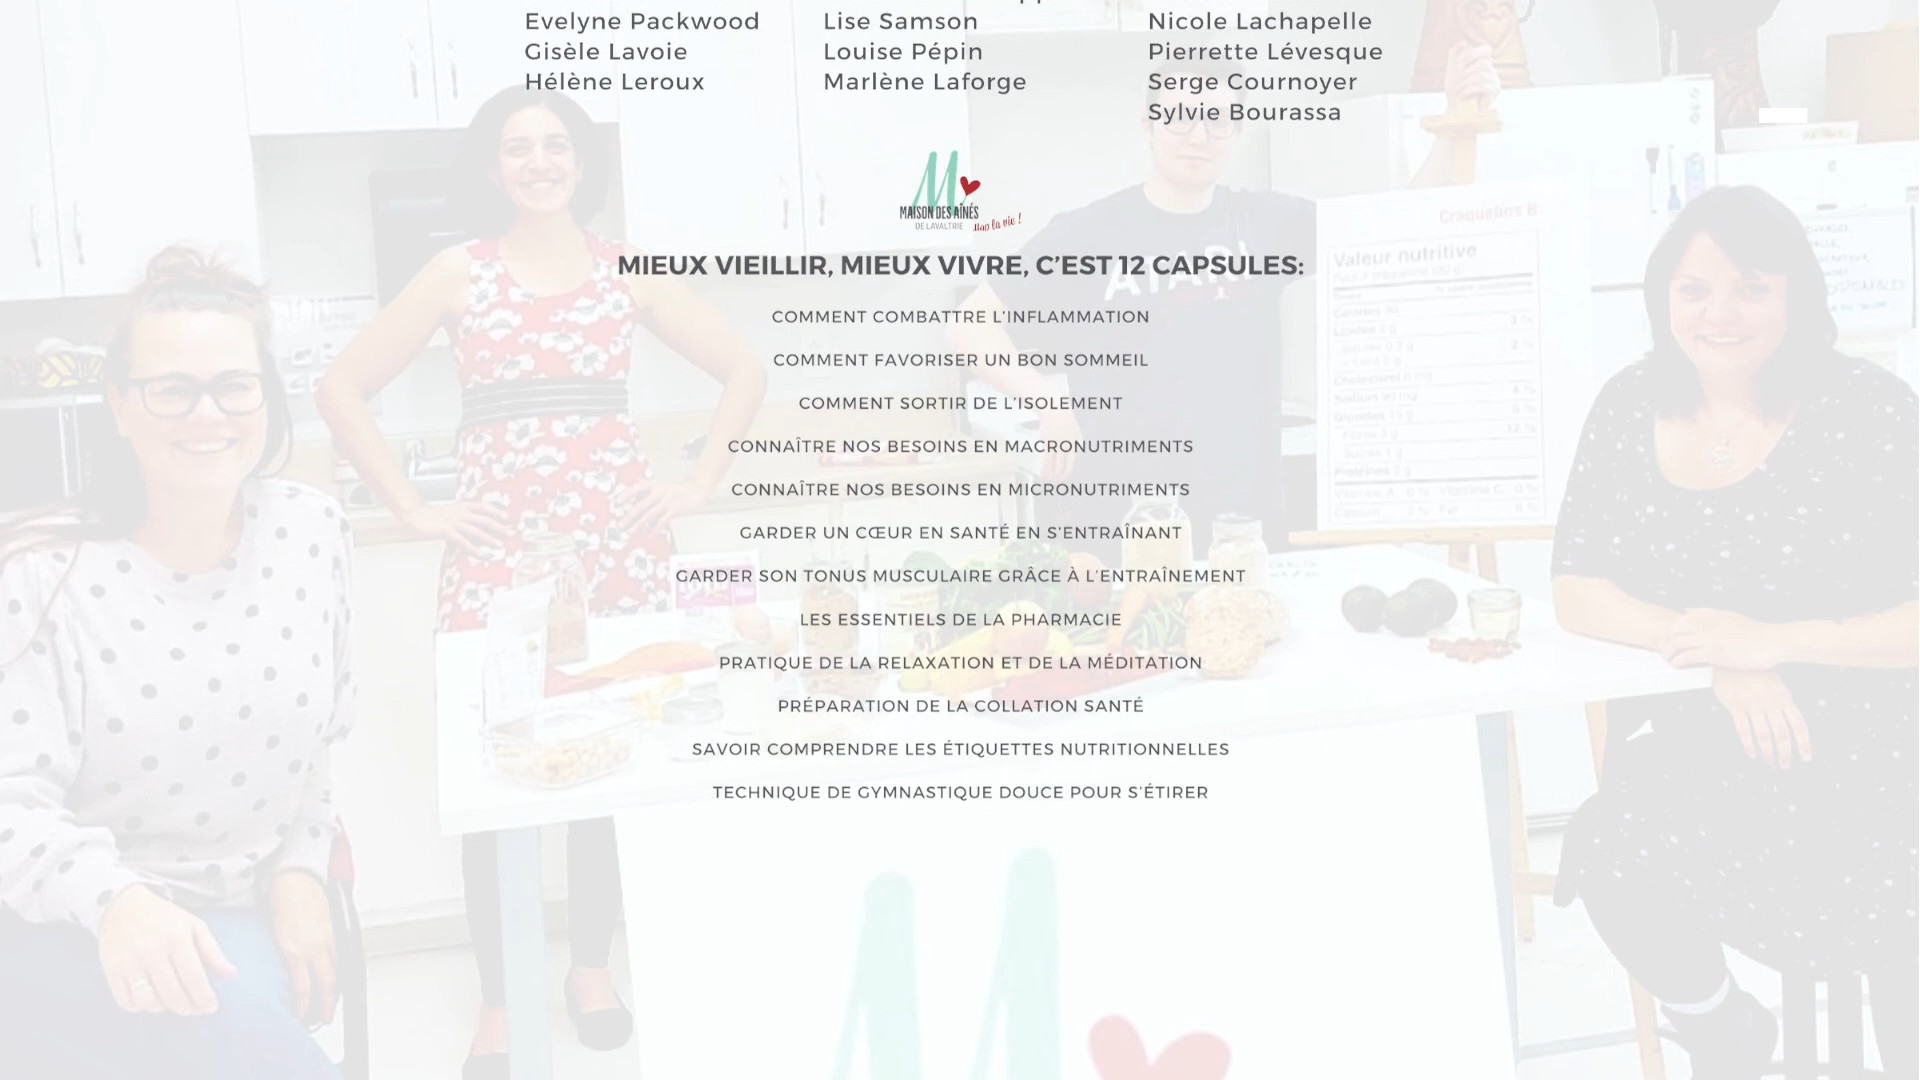 Evelyne Packwood
Gisèle Lavoie
Hélène Leroux
Lise Samson
Louise Pépin
Marlène Laforge
Nicole Lachapelle
Pierrette Lévesque
Serge Cournoyer
Sylvie Bourassa
MAISON DES AÎNÉS
DE LAVALTRIE
Mao la vie !
MIEUX VIEILLIR, MIEUX VIVRE, C’EST 12 CAPSULES:
COMMENT COMBATTRE L’INFLAMMATION
COMMENT FAVORISER UN BON SOMMEIL
COMMENT SORTIR DE L’ISOLEMENT
CONNAÎTRE NOS BESOINS EN MACRONUTRIMENTS
CONNAÎTRE NOS BESOINS EN MICRONUTRIMENTS
GARDER UN CŒUR EN SANTÉ EN S’ENTRAÎNANT
GARDER SON TONUS MUSCULAIRE GRÂCE À L’ENTRAÎNEMENT
LES ESSENTIELS DE LA PHARMACIE
PRATIQUE DE LA RELAXATION ET DE LA MÉDITATION
PRÉPARATION DE LA COLLATION SANTÉ
SAVOIR COMPRENDRE LES ÉTIQUETTES NUTRITIONNELLES
TECHNIQUE DE GYMNASTIQUE DOUCE POUR S’ÉTIRER
ATARI
Craquelins
Valeur nutritive